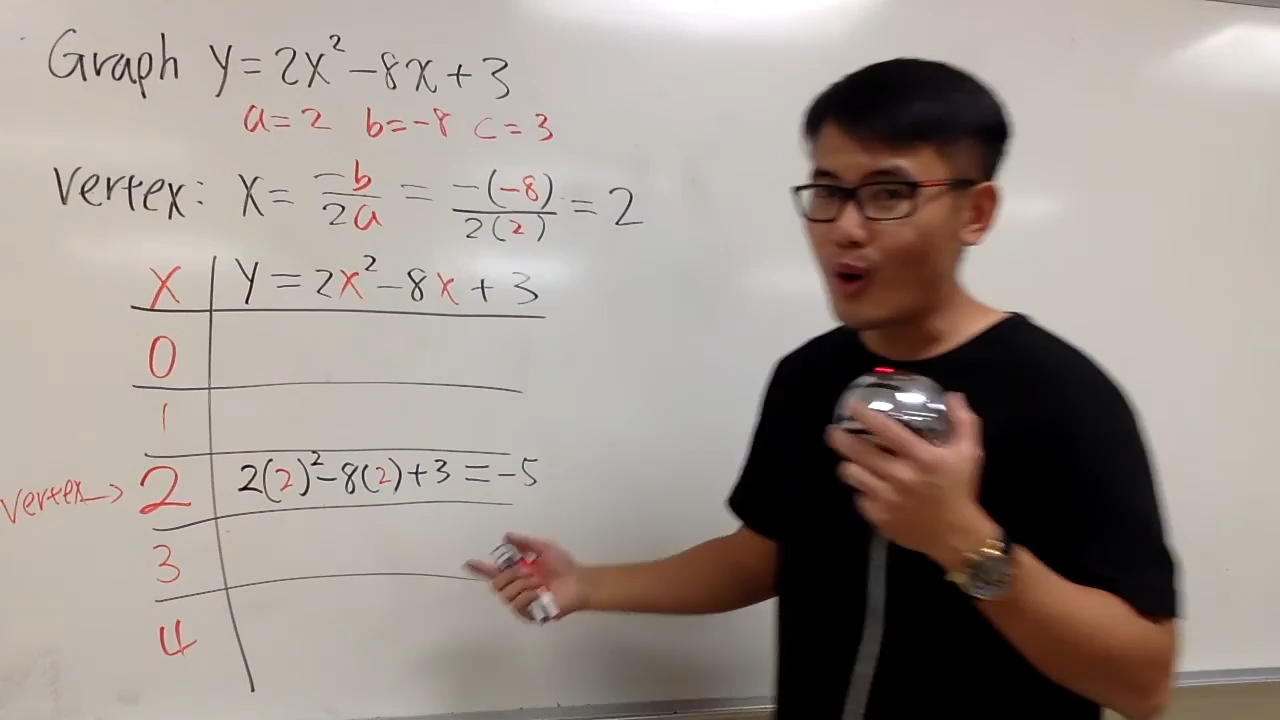 Graph y=2x²-8x+3
a=2 b=-8 c=3
Vertex: x= -b/2a = -(-8)/2(2) = 2
x y=2x²-8x+3
0
1
vertex→ 2 2(2)²-8(2)+3=-5
3
4